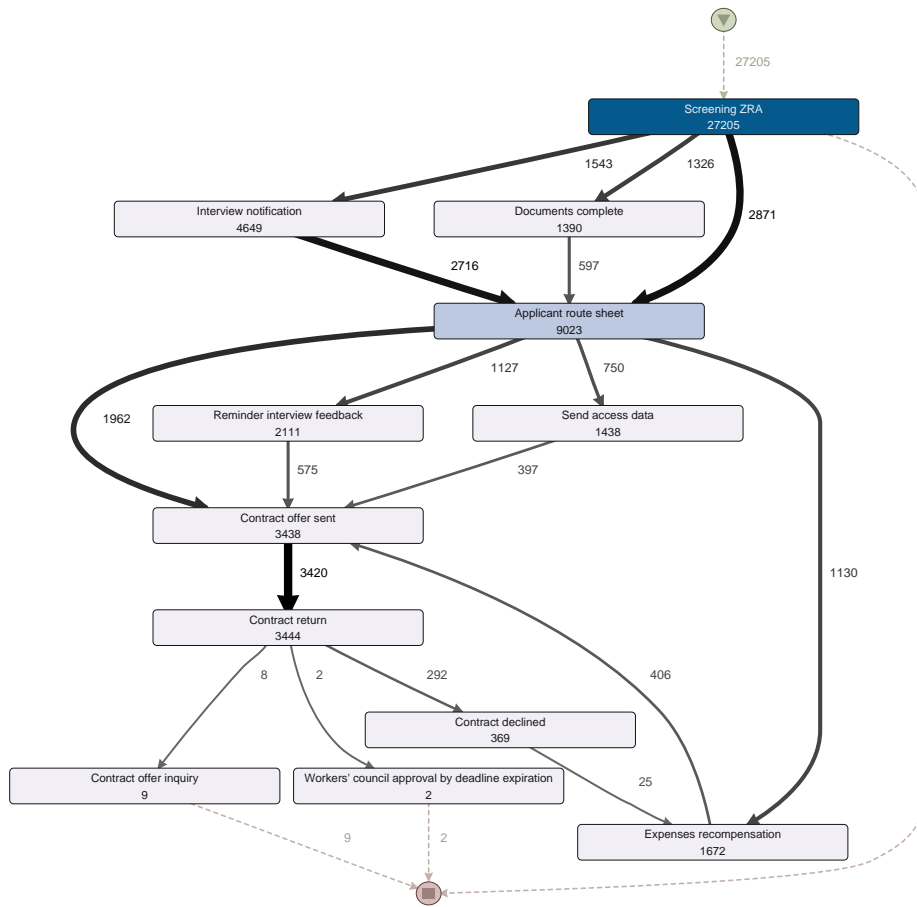 27205
Screening ZRA
27205
1543
1326
2871
Interview notification
4649
Documents complete
1390
2716
597
Applicant route sheet
9023
1127
750
1962
Reminder interview feedback
2111
Send access data
1438
575
397
Contract offer sent
3438
3420
1130
Contract return
3444
8
2
292
406
Contract declined
369
Contract offer inquiry
9
Workers' council approval by deadline expiration
2
25
Expenses recompensation
1672
9
2